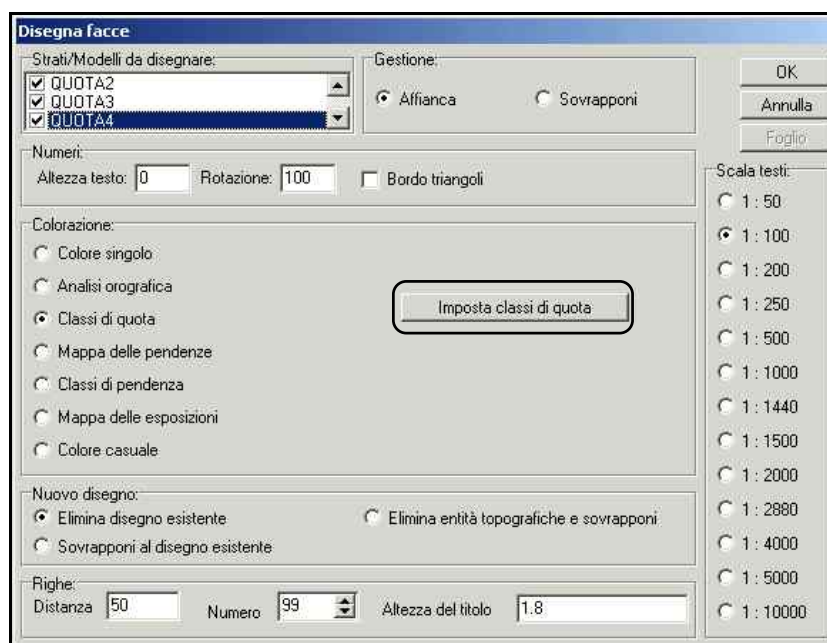 Disegna facce
Strati/Modelli da disegnare:
QUOTA2
QUOTA3
QUOTA4
Gestione:
Affianca
Sovrapponi
OK
Annulla
Foglio
Numeri:
Altezza testo: 0
Rotazione: 100
Bordo triangoli
Colorazione:
Colore singolo
Analisi orografica
Classi di quota
Mappa delle pendenze
Classi di pendenza
Mappa delle esposizioni
Colore casuale
Imposta classi di quota
Scala testi:
1 : 50
1 : 100
1 : 200
1 : 250
1 : 500
1 : 1000
1 : 1440
1 : 1500
1 : 2000
1 : 2880
1 : 4000
1 : 5000
1 : 10000
Nuovo disegno:
Elimina disegno esistente
Elimina entità topografiche e sovrapponi
Sovrapponi al disegno esistente
Righe:
Distanza 50
Numero 99
Altezza del titolo 1.8